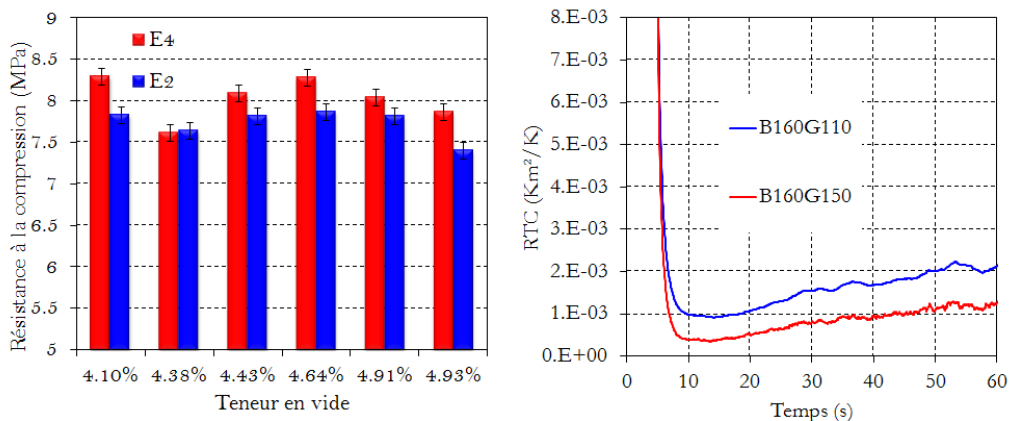 9
8.5
8
7.5
7
6.5
6
5.5
5
Résistance à la compression (MPa)
E4
E2
4.10% 4.38% 4.43% 4.64% 4.91% 4.93%
Teneur en vide
8.E-03
7.E-03
6.E-03
5.E-03
4.E-03
3.E-03
2.E-03
1.E-03
0.E+00
RTC (Km²/K)
B160G110
B160G150
0 10 20 30 40 50 60
Temps (s)